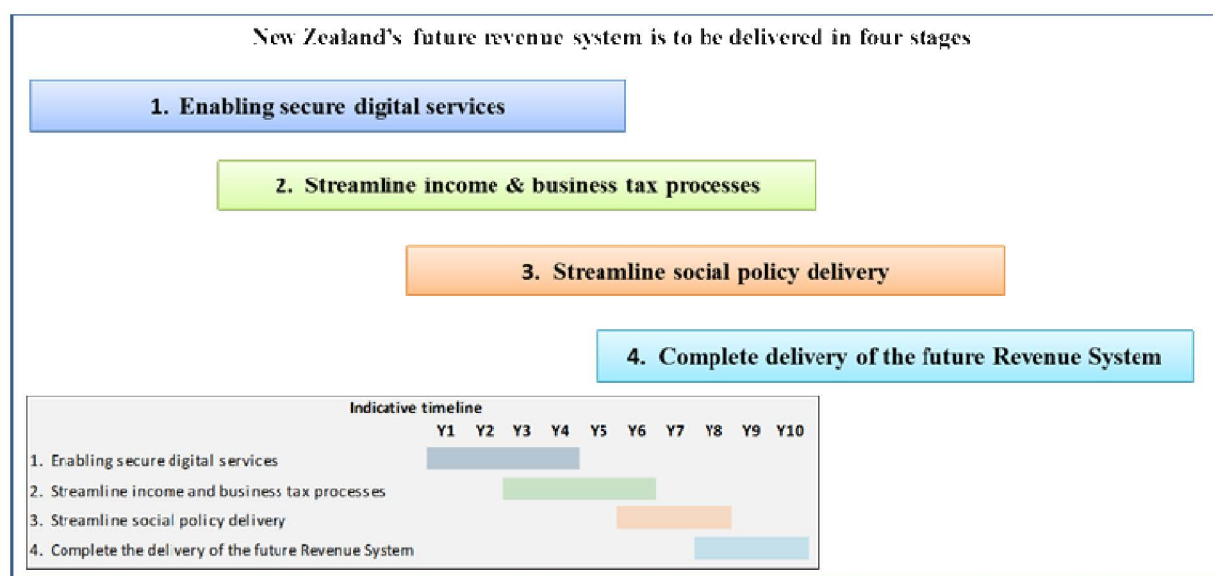 New Zealand's future revenue system is to be delivered in four stages
1. Enabling secure digital services
2. Streamline income & business tax processes
3. Streamline social policy delivery
4. Complete delivery of the future Revenue System
Indicative timeline
Y1 Y2 Y3 Y4 Y5 Y6 Y7 Y8 Y9 Y10
1. Enabling secure digital services
2. Streamline income and business tax processes
3. Streamline social policy delivery
4. Complete the delivery of the future Revenue System